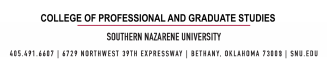 COLLEGE OF PROFESSIONAL AND GRADUATE STUDIES
SOUTHERN NAZARENE UNIVERSITY
405.491.6607 | 6729 NORTHWEST 39TH EXPRESSWAY | BETHANY, OKLAHOMA 73008 | SNU.EDU